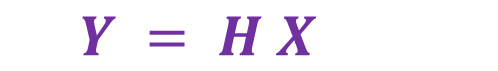 Y = H X